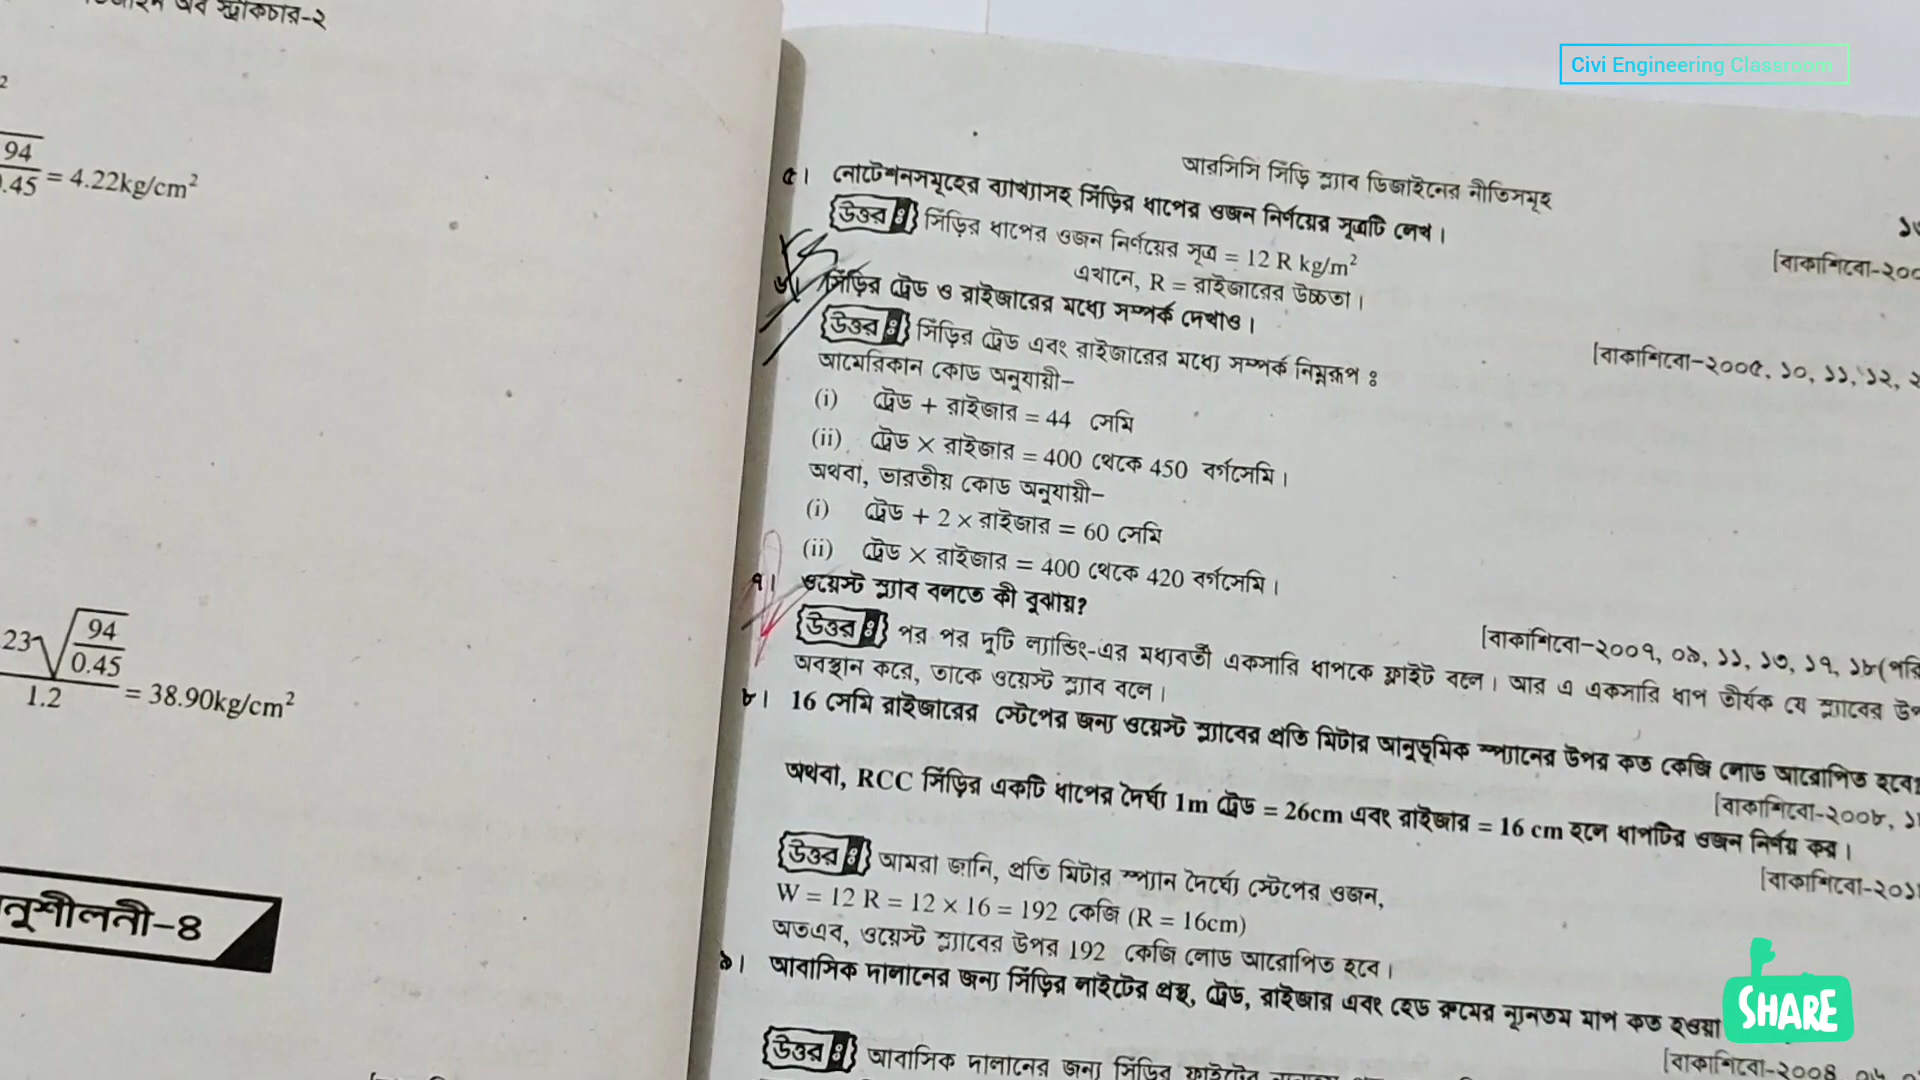 অব স্ট্রাকচার-২
2
94
.45 = 4.22kg/cm²
23√94
0.45
1.2 = 38.90kg/cm²
নুশীলনী-৪
Civi Engineering Classroom
আরসিসি সিঁড়ি স্ল্যাব ডিজাইনের নীতিসমূহ
৫। নোটেশনসমূহের ব্যাখ্যাসহ সিঁড়ির ধাপের ওজন নির্ণয়ের সূত্রটি লেখ।
[বাকাশিবো-২০০
উত্তর ঃ সিঁড়ির ধাপের ওজন নির্ণয়ের সূত্র = 12 R kg/m²
এখানে, R = রাইজারের উচ্চতা।
৬। সিঁড়ির ট্রেড ও রাইজারের মধ্যে সম্পর্ক দেখাও।
[বাকাশিবো-২০০৫, ১০, ১১, ১২,
উত্তর ঃ সিঁড়ির ট্রেড এবং রাইজারের মধ্যে সম্পর্ক নিম্নরূপ ঃ
আমেরিকান কোড অনুযায়ী-
(i) ট্রেড + রাইজার = 44 সেমি
(ii) ট্রেড × রাইজার = 400 থেকে 450 বর্গসেমি।
অথবা, ভারতীয় কোড অনুযায়ী-
(i) ট্রেড + 2 × রাইজার = 60 সেমি
(ii) ট্রেড × রাইজার = 400 থেকে 420 বর্গসেমি।
৭। ওয়েস্ট স্ল্যাব বলতে কী বুঝায়?
[বাকাশিবো-২০০৭, ০৯, ১১, ১৩, ১৭, ১৮(পরি
উত্তর ঃ পর পর দুটি ল্যান্ডিং-এর মধ্যবর্তী একসারি ধাপকে ফ্লাইট বলে। আর এ একসারি ধাপ তীর্যক যে স্ল্যাবের উপ
অবস্থান করে, তাকে ওয়েস্ট স্ল্যাব বলে।
৮। 16 সেমি রাইজারের স্টেপের জন্য ওয়েস্ট স্ল্যাবের প্রতি মিটার আনুভূমিক স্প্যানের উপর কত কেজি লোড আরোপিত হবে?
[বাকাশিবো-২০০৮,
অথবা, RCC সিঁড়ির একটি ধাপের দৈর্ঘ্য 1m ট্রেড = 26cm এবং রাইজার = 16 cm হলে ধাপটির ওজন নির্ণয় কর।
[বাকাশিবো-২০১
উত্তর ঃ আমরা জানি, প্রতি মিটার স্প্যান দৈর্ঘ্যে স্টেপের ওজন,
W = 12 R = 12 × 16 = 192 কেজি (R = 16cm)
অতএব, ওয়েস্ট স্ল্যাবের উপর 192 কেজি লোড আরোপিত হবে।
৯। আবাসিক দালানের জন্য সিঁড়ির লাইটের প্রস্থ, ট্রেড, রাইজার এবং হেড রুমের ন্যূনতম মাপ কত হওয়া
[বাকাশিবো-২০০৪
উত্তর ঃ আবাসিক দালানের জন্য সিঁড়ির ফ্লাইটের
SHARE